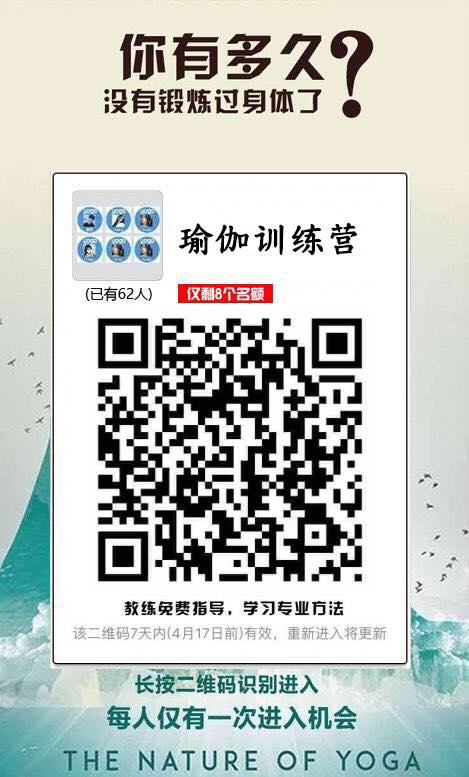 你有多久?
没有锻炼过身体了
瑜伽训练营
(已有62人)
仅剩8个名额
教练免费指导，学习专业方法
该二维码7天内(4月17日前)有效，重新进入将更新
长按二维码识别进入
每人仅有一次进入机会
THE NATURE OF YOGA